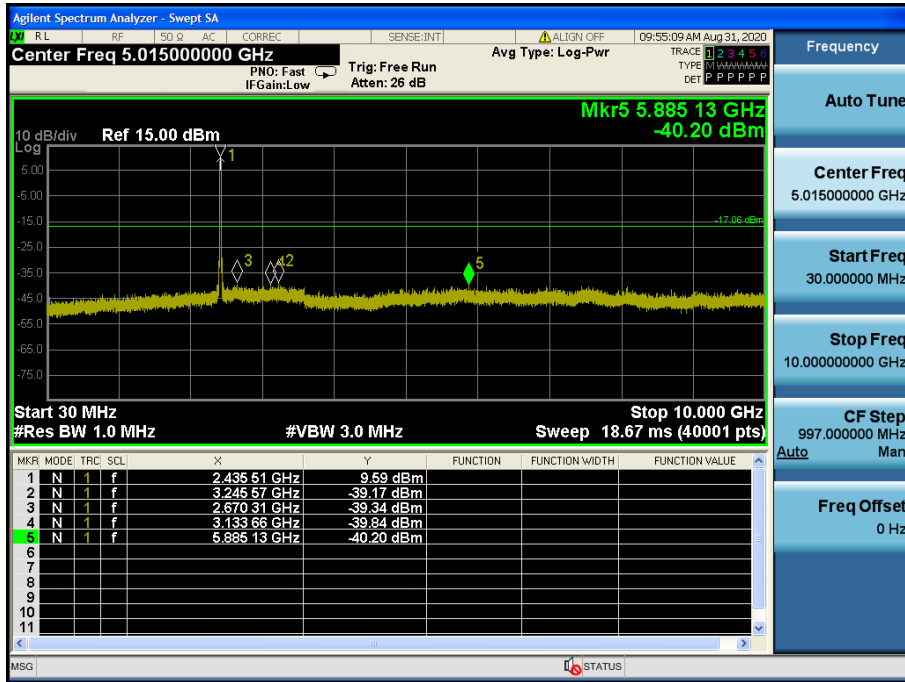 Agilent Spectrum Analyzer - Swept SA
LXI RL RF 50 Ω AC CORREC SENSE:INT ALIGN OFF 09:55:09 AM Aug 31, 2020
Center Freq 5.015000000 GHz
PNO: Fast
IFGain:Low
Trig: Free Run
Atten: 26 dB
Avg Type: Log-Pwr
TRACE 1 2 3 4 5 6
TYPE M WWWWW
DET P P P P P P
Mkr5 5.885 13 GHz
-40.20 dBm
10 dB/div Ref 15.00 dBm
Log
1
5.00
-5.00
-15.0
-17.06 dBm
-25.0
3 4 2 5
-35.0
-45.0
-55.0
-65.0
-75.0
Start 30 MHz Stop 10.000 GHz
#Res BW 1.0 MHz #VBW 3.0 MHz Sweep 18.67 ms (40001 pts)
MKR MODE TRC SCL X Y FUNCTION FUNCTION WIDTH FUNCTION VALUE
1 N 1 f 2.435 51 GHz 9.59 dBm
2 N 1 f 3.245 57 GHz -39.17 dBm
3 N 1 f 2.670 31 GHz -39.34 dBm
4 N 1 f 3.133 66 GHz -39.84 dBm
5 N 1 f 5.885 13 GHz -40.20 dBm
6
7
8
9
10
11
MSG STATUS
Frequency
Auto Tune
Center Freq
5.015000000 GHz
Start Freq
30.000000 MHz
Stop Freq
10.000000000 GHz
CF Step
997.000000 MHz
Auto Man
Freq Offset
0 Hz